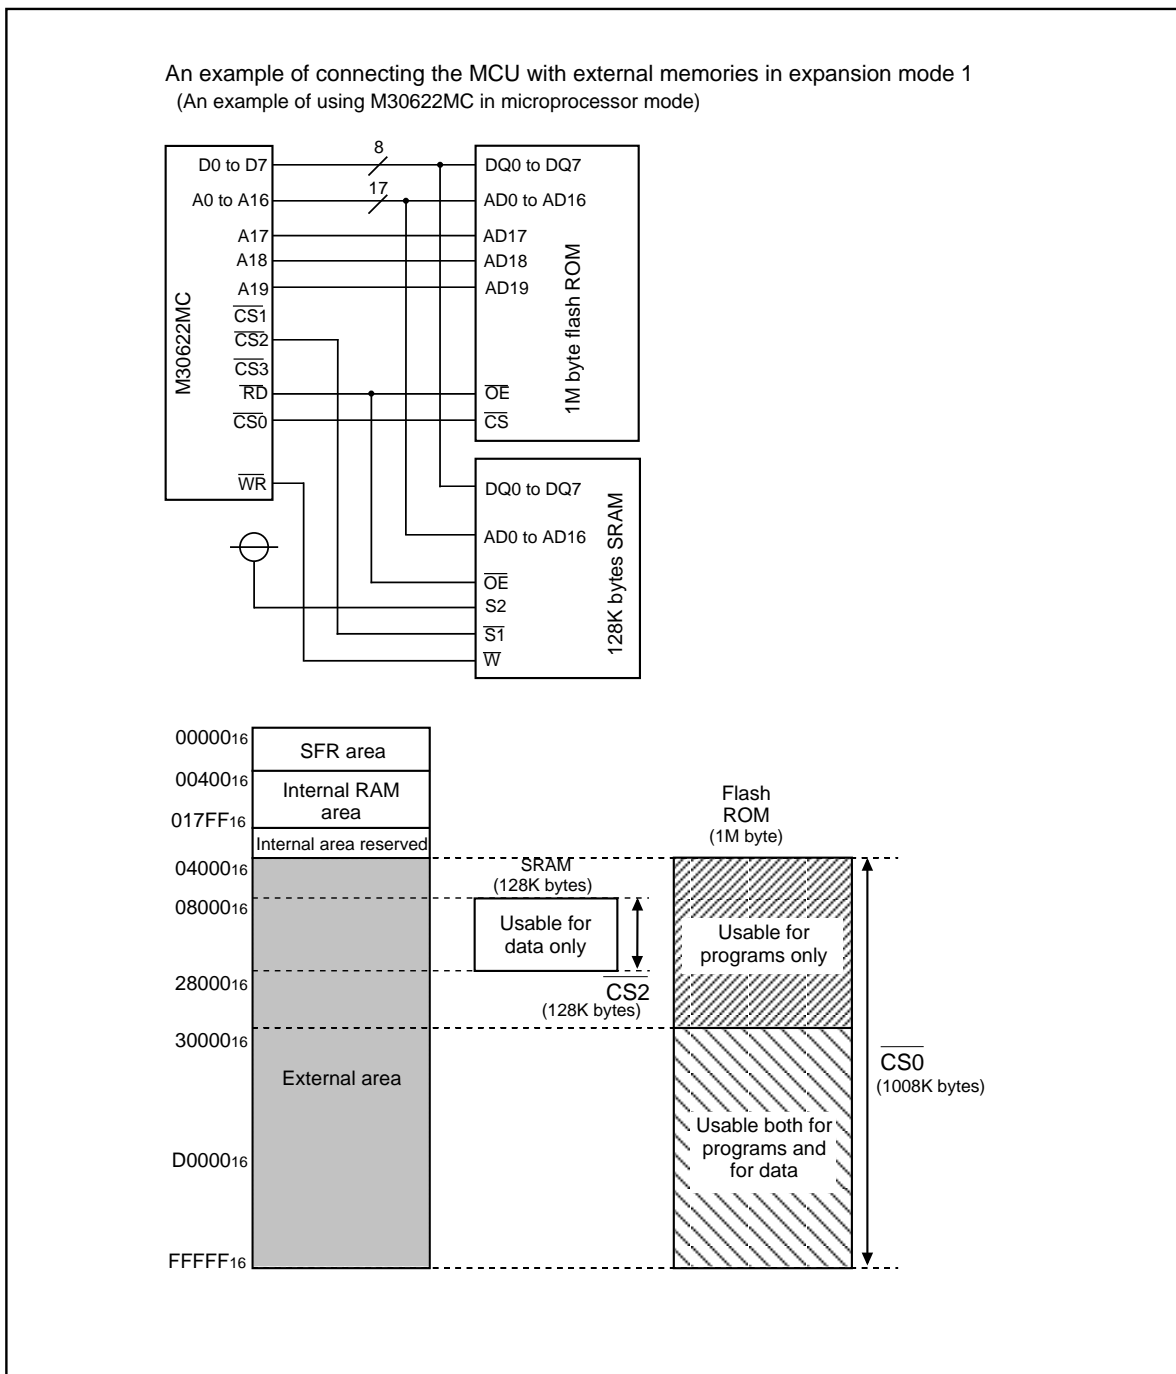 An example of connecting the MCU with external memories in expansion mode 1
(An example of using M30622MC in microprocessor mode)
M30622MC
D0 to D7
A0 to A16
A17
A18
A19
CS1
CS2
CS3
RD
CS0
WR
8
17
DQ0 to DQ7
AD0 to AD16
AD17
AD18
AD19
OE
CS
1M byte flash ROM
DQ0 to DQ7
AD0 to AD16
OE
S2
S1
W
128K bytes SRAM
0000016
0040016
017FF16
0400016
0800016
2800016
3000016
D000016
FFFFF16
SFR area
Internal RAM
area
Internal area reserved
External area
SRAM
(128K bytes)
Usable for
data only
CS2
(128K bytes)
Flash
ROM
(1M byte)
Usable for
programs only
Usable both for
programs and
for data
CS0
(1008K bytes)